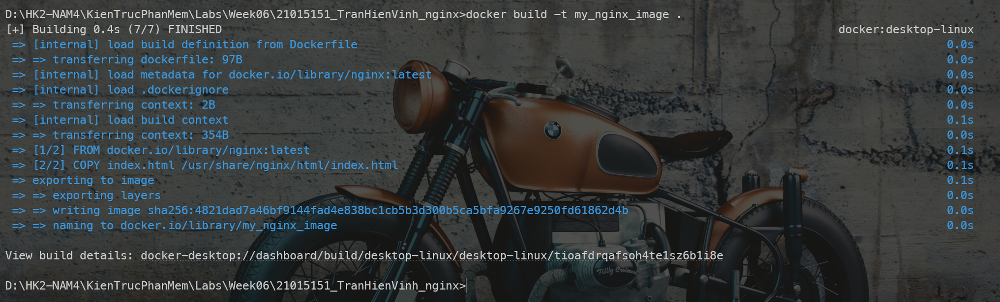 D:\HK2-NAM4\KienTrucPhanMem\Labs\Week06\21015151_TranHienVinh_nginx>docker build -t my_nginx_image .
[+] Building 0.4s (7/7) FINISHED docker:desktop-linux
=> [internal] load build definition from Dockerfile 0.0s
=> => transferring dockerfile: 97B 0.0s
=> [internal] load metadata for docker.io/library/nginx:latest 0.0s
=> [internal] load .dockerignore 0.0s
=> => transferring context: 2B 0.0s
=> [internal] load build context 0.1s
=> => transferring context: 354B 0.0s
=> [1/2] FROM docker.io/library/nginx:latest 0.1s
=> [2/2] COPY index.html /usr/share/nginx/html/index.html 0.1s
=> exporting to image 0.1s
=> => exporting layers 0.0s
=> => writing image sha256:4821dad7a46bf9144fad4e838bc1cb5b3d300b5ca5bfa9267e9250fd61862d4b 0.0s
=> => naming to docker.io/library/my_nginx_image 0.0s
View build details: docker-desktop://dashboard/build/desktop-linux/desktop-linux/tioafdrqafsoh4te1sz6b1i8e
D:\HK2-NAM4\KienTrucPhanMem\Labs\Week06\21015151_TranHienVinh_nginx>